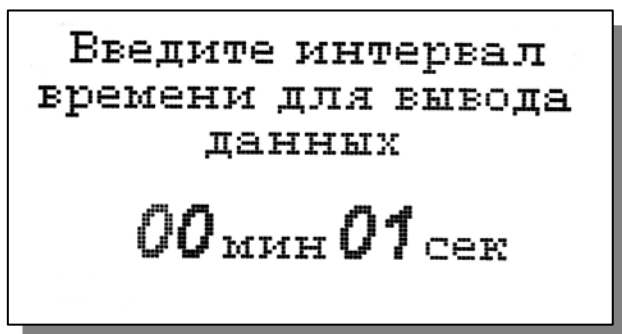 Введите интервал
времени для вывода
данных
00 мин 01 сек